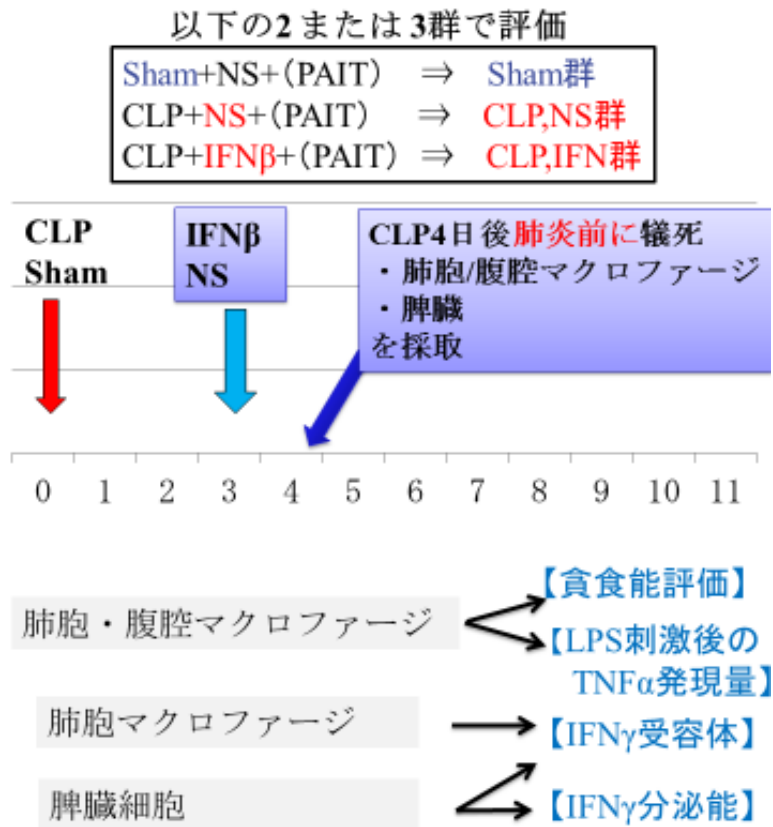 以下の2 または 3群で評価
Sham+NS+(PAIT) ⇒ Sham群
CLP+NS+(PAIT) ⇒ CLP,NS群
CLP+IFNβ+(PAIT) ⇒ CLP,IFN群
CLP
Sham
IFNβ
NS
CLP4日後肺炎前に犠死
・肺胞/腹腔マクロファージ
・脾臓
を採取
0 1 2 3 4 5 6 7 8 9 10 11
肺胞・腹腔マクロファージ
【貪食能評価】
【LPS刺激後の
TNFα発現量】
肺胞マクロファージ
【IFNγ受容体】
脾臓細胞
【IFNγ分泌能】